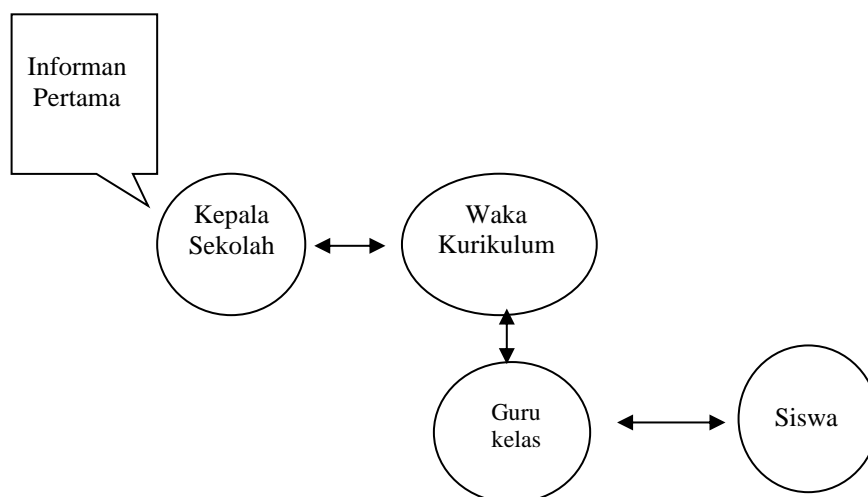 Informan
Pertama
Kepala
Sekolah
Waka
Kurikulum
Guru
kelas
Siswa